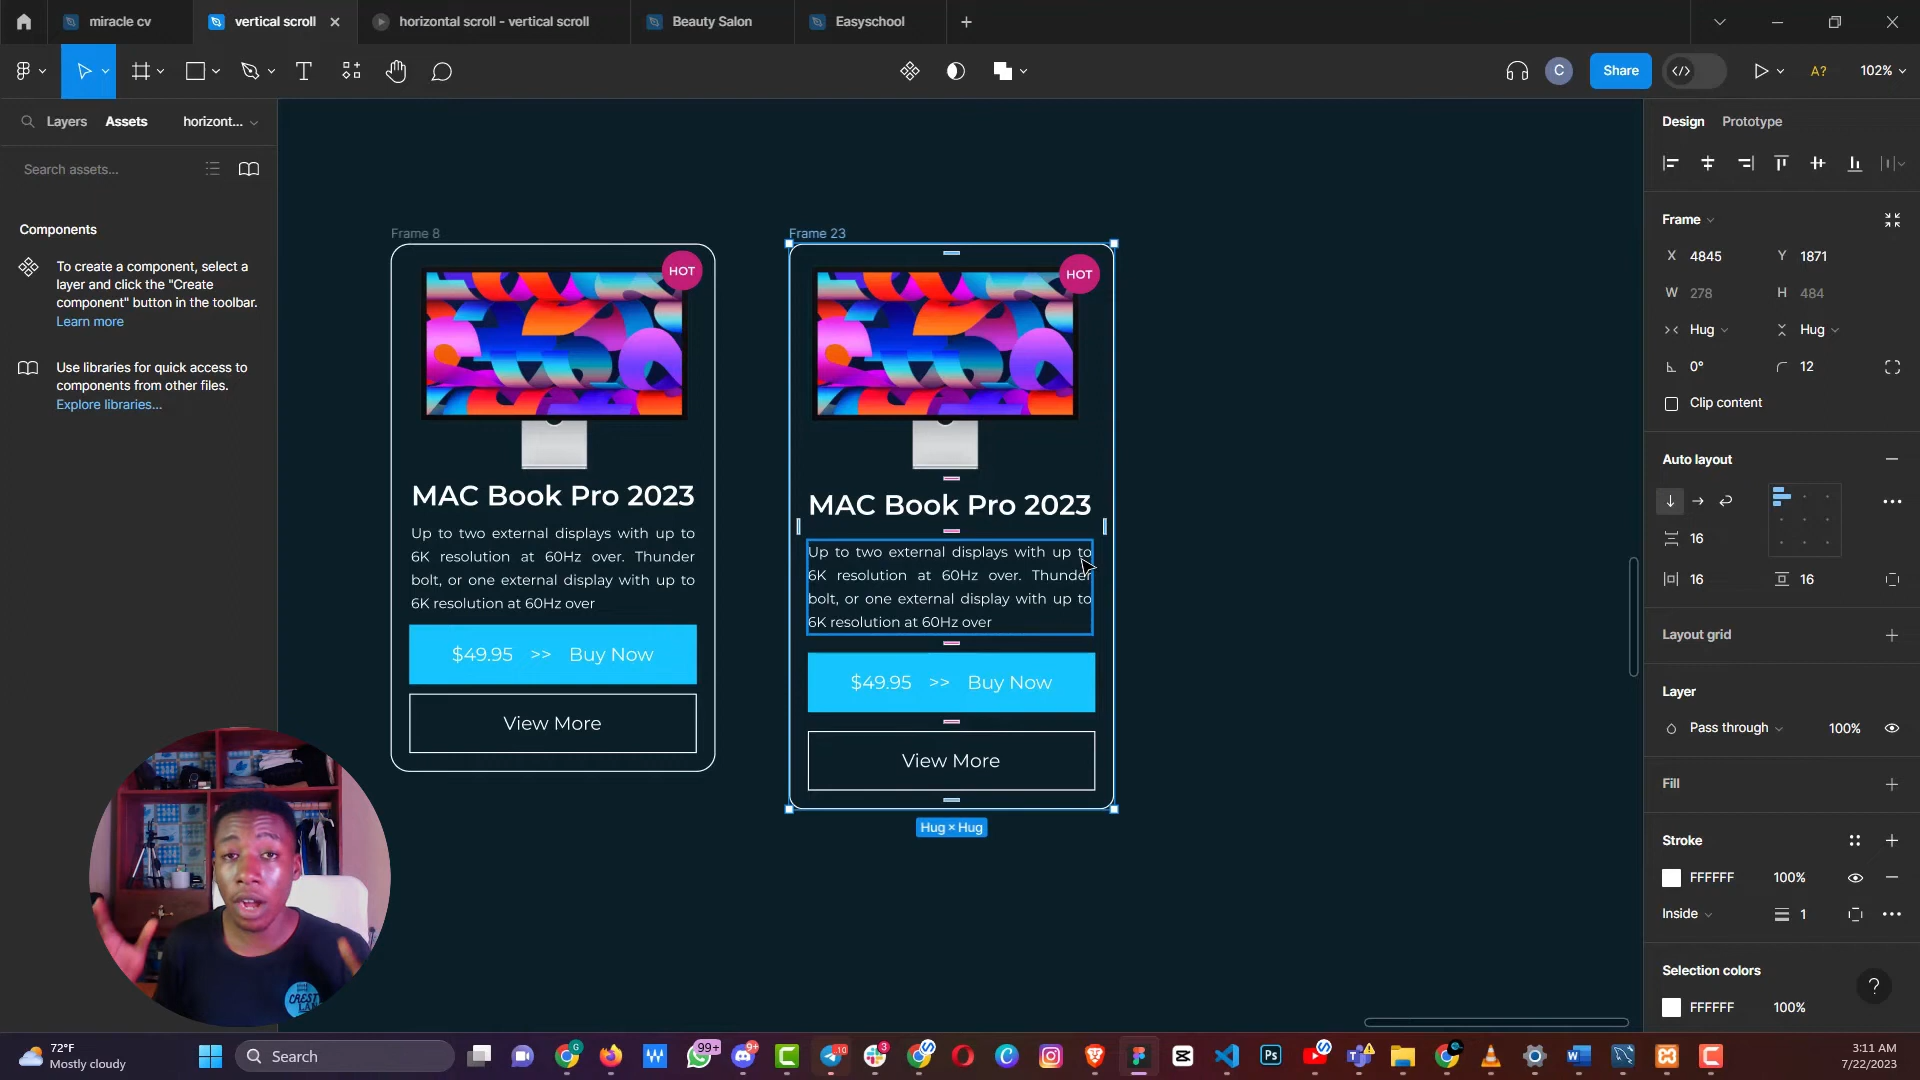 miracle cv
vertical scroll
horizontal scroll - vertical scroll
Beauty Salon
Easyschool
C
Share
A?
102%
Layers
Assets
horizont...
Search assets...
Components
To create a component, select a
layer and click the "Create
component" button in the toolbar.
Learn more
Use libraries for quick access to
components from other files.
Explore libraries...
Frame 8
HOT
MAC Book Pro 2023
Up to two external displays with up to
6K resolution at 60Hz over. Thunder
bolt, or one external display with up to
6K resolution at 60Hz over
$49.95 >> Buy Now
View More
Frame 23
HOT
MAC Book Pro 2023
Up to two external displays with up to
6K resolution at 60Hz over. Thunder
bolt, or one external display with up to
6K resolution at 60Hz over
$49.95 >> Buy Now
View More
Hug × Hug
Design
Prototype
Frame
X 4845
Y 1871
W 278
H 484
Hug
Hug
0°
12
Clip content
Auto layout
16
16
16
Layout grid
Layer
Pass through
100%
Fill
Stroke
FFFFFF
100%
Inside
1
Selection colors
FFFFFF
100%
?
72°F
Mostly cloudy
Search
99+
9+
10
3
3:11 AM
7/22/2023